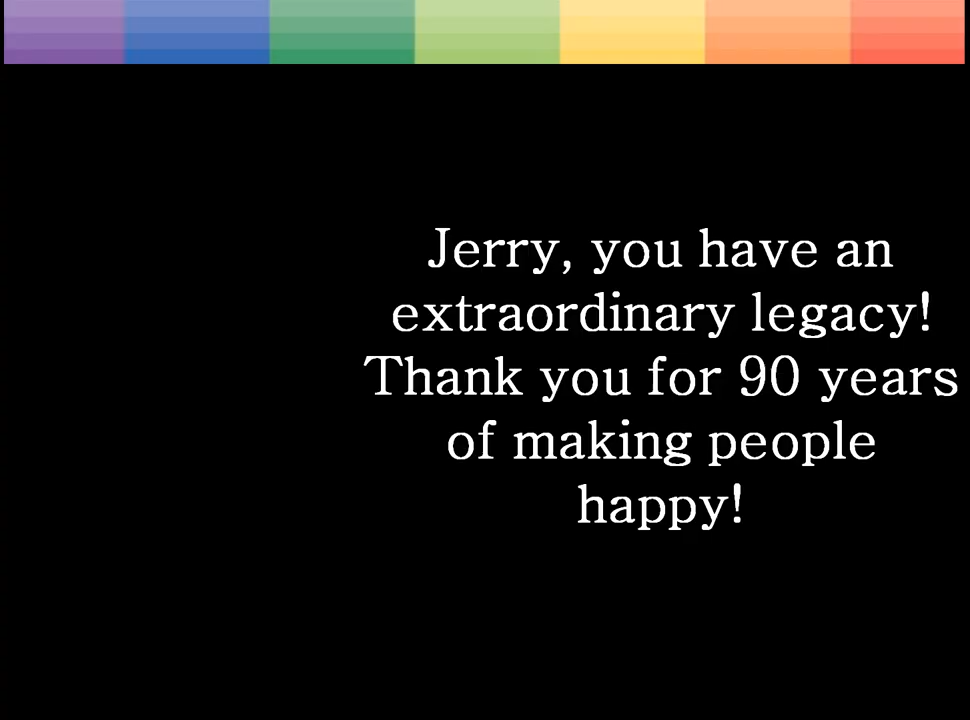 Jerry, you have an
extraordinary legacy!
Thank you for 90 years
of making people
happy!